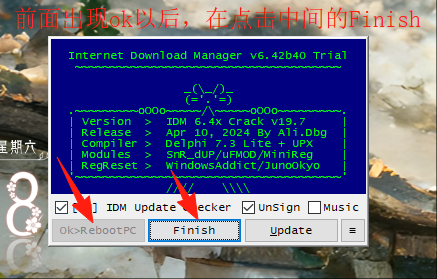 前面出现ok以后，在点击中间的Finish
Internet Download Manager v6.42b40 Trial
~~~~~~~~~~~~~~~~~~~~~~~~~~~~~~~~~~~~~~~~
_(\_/)_
(='.'=)
.~~~~~~~~~oOOo~~~~~/\~~~~~oOOo~~~~~~~~~~.
| Version > IDM 6.4x Crack v19.7 |
| Release > Apr 10, 2024 By Ali.Dbg |
| Compiler > Delphi 7.3 Lite + UPX |
| Modules > SnR_dUP/uFMOD/MiniReg |
| RegReset > WindowsAddict/JunoOkyo |
~~~~~~~~~~~~~~~~////~~~~\\\\~~~~~~~~~~~~~
IDM Update Checker UnSign Music
Ok>RebootPC Finish Update ≡
星期六
8